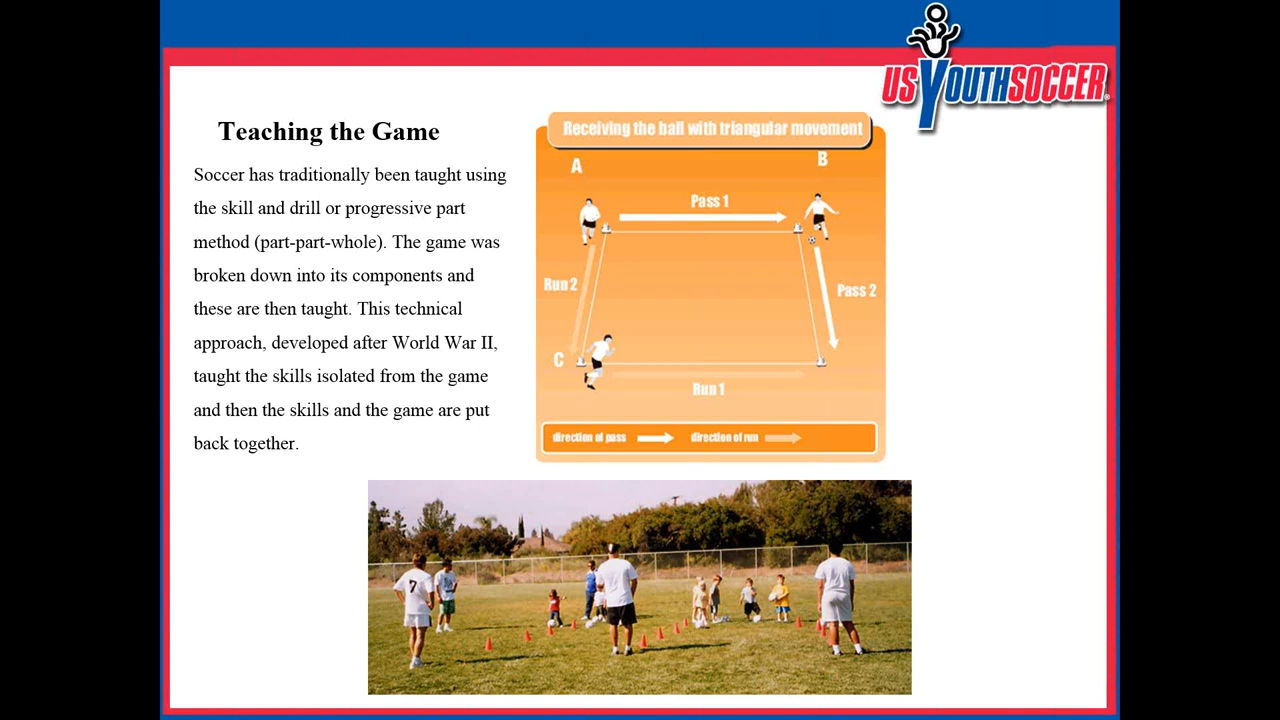 US YOUTH SOCCER®
Teaching the Game
Soccer has traditionally been taught using
the skill and drill or progressive part
method (part-part-whole). The game was
broken down into its components and
these are then taught. This technical
approach, developed after World War II,
taught the skills isolated from the game
and then the skills and the game are put
back together.
Receiving the ball with triangular movement
A
B
Pass 1
Run 2
Pass 2
C
Run 1
direction of pass
direction of run
7